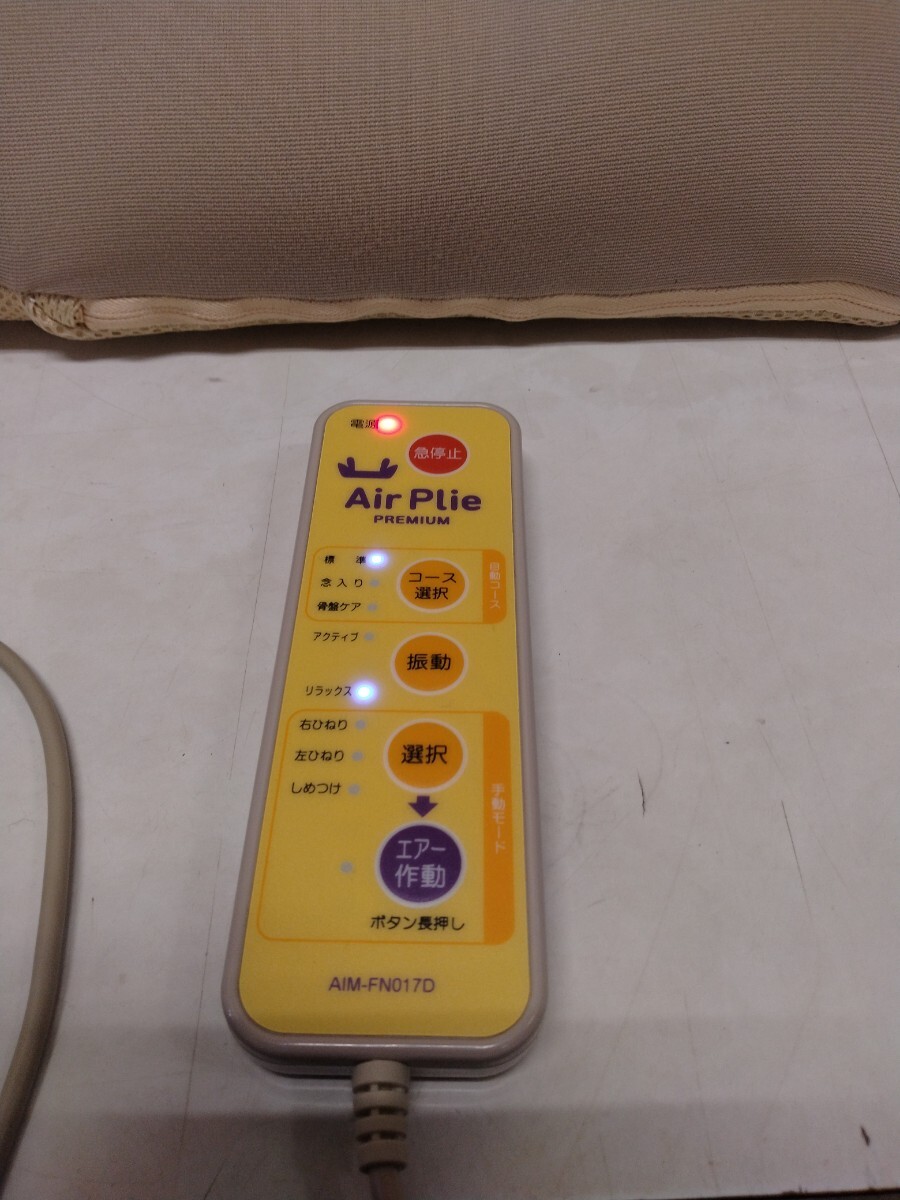 電源
急停止
Air Plie
PREMIUM
標 準
念入り
骨盤ケア
コース
選択
自動コース
アクティブ
振動
リラックス
右ひねり
左ひねり
しめつけ
選択
手動モード
エアー
作動
ボタン長押し
AIM-FN017D